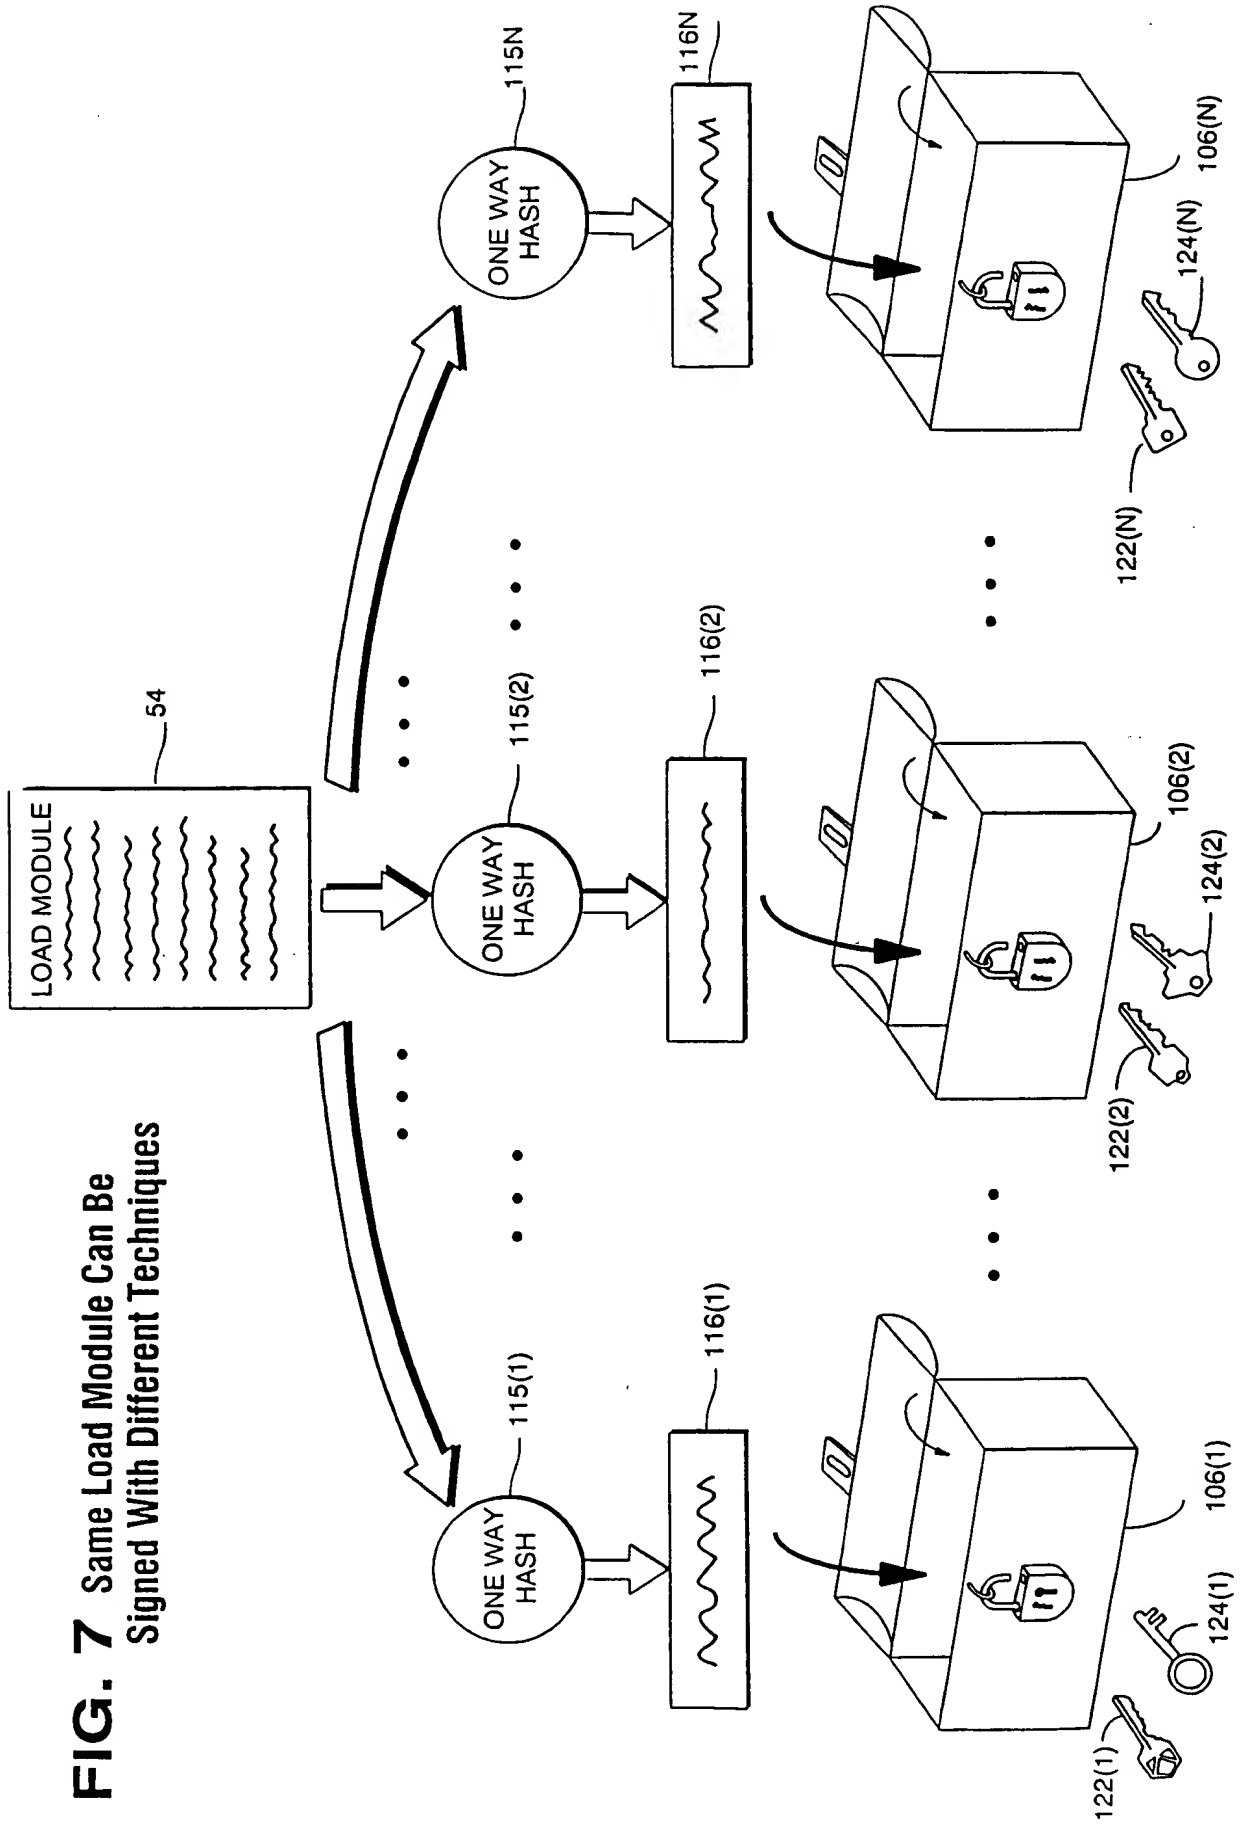 FIG. 7 Same Load Module Can Be
Signed With Different Techniques
LOAD MODULE
54
ONE WAY
HASH
115(1)
ONE WAY
HASH
115(2)
ONE WAY
HASH
115N
116(1)
116(2)
116N
106(1)
106(2)
106(N)
122(1)
124(1)
122(2)
124(2)
122(N)
124(N)